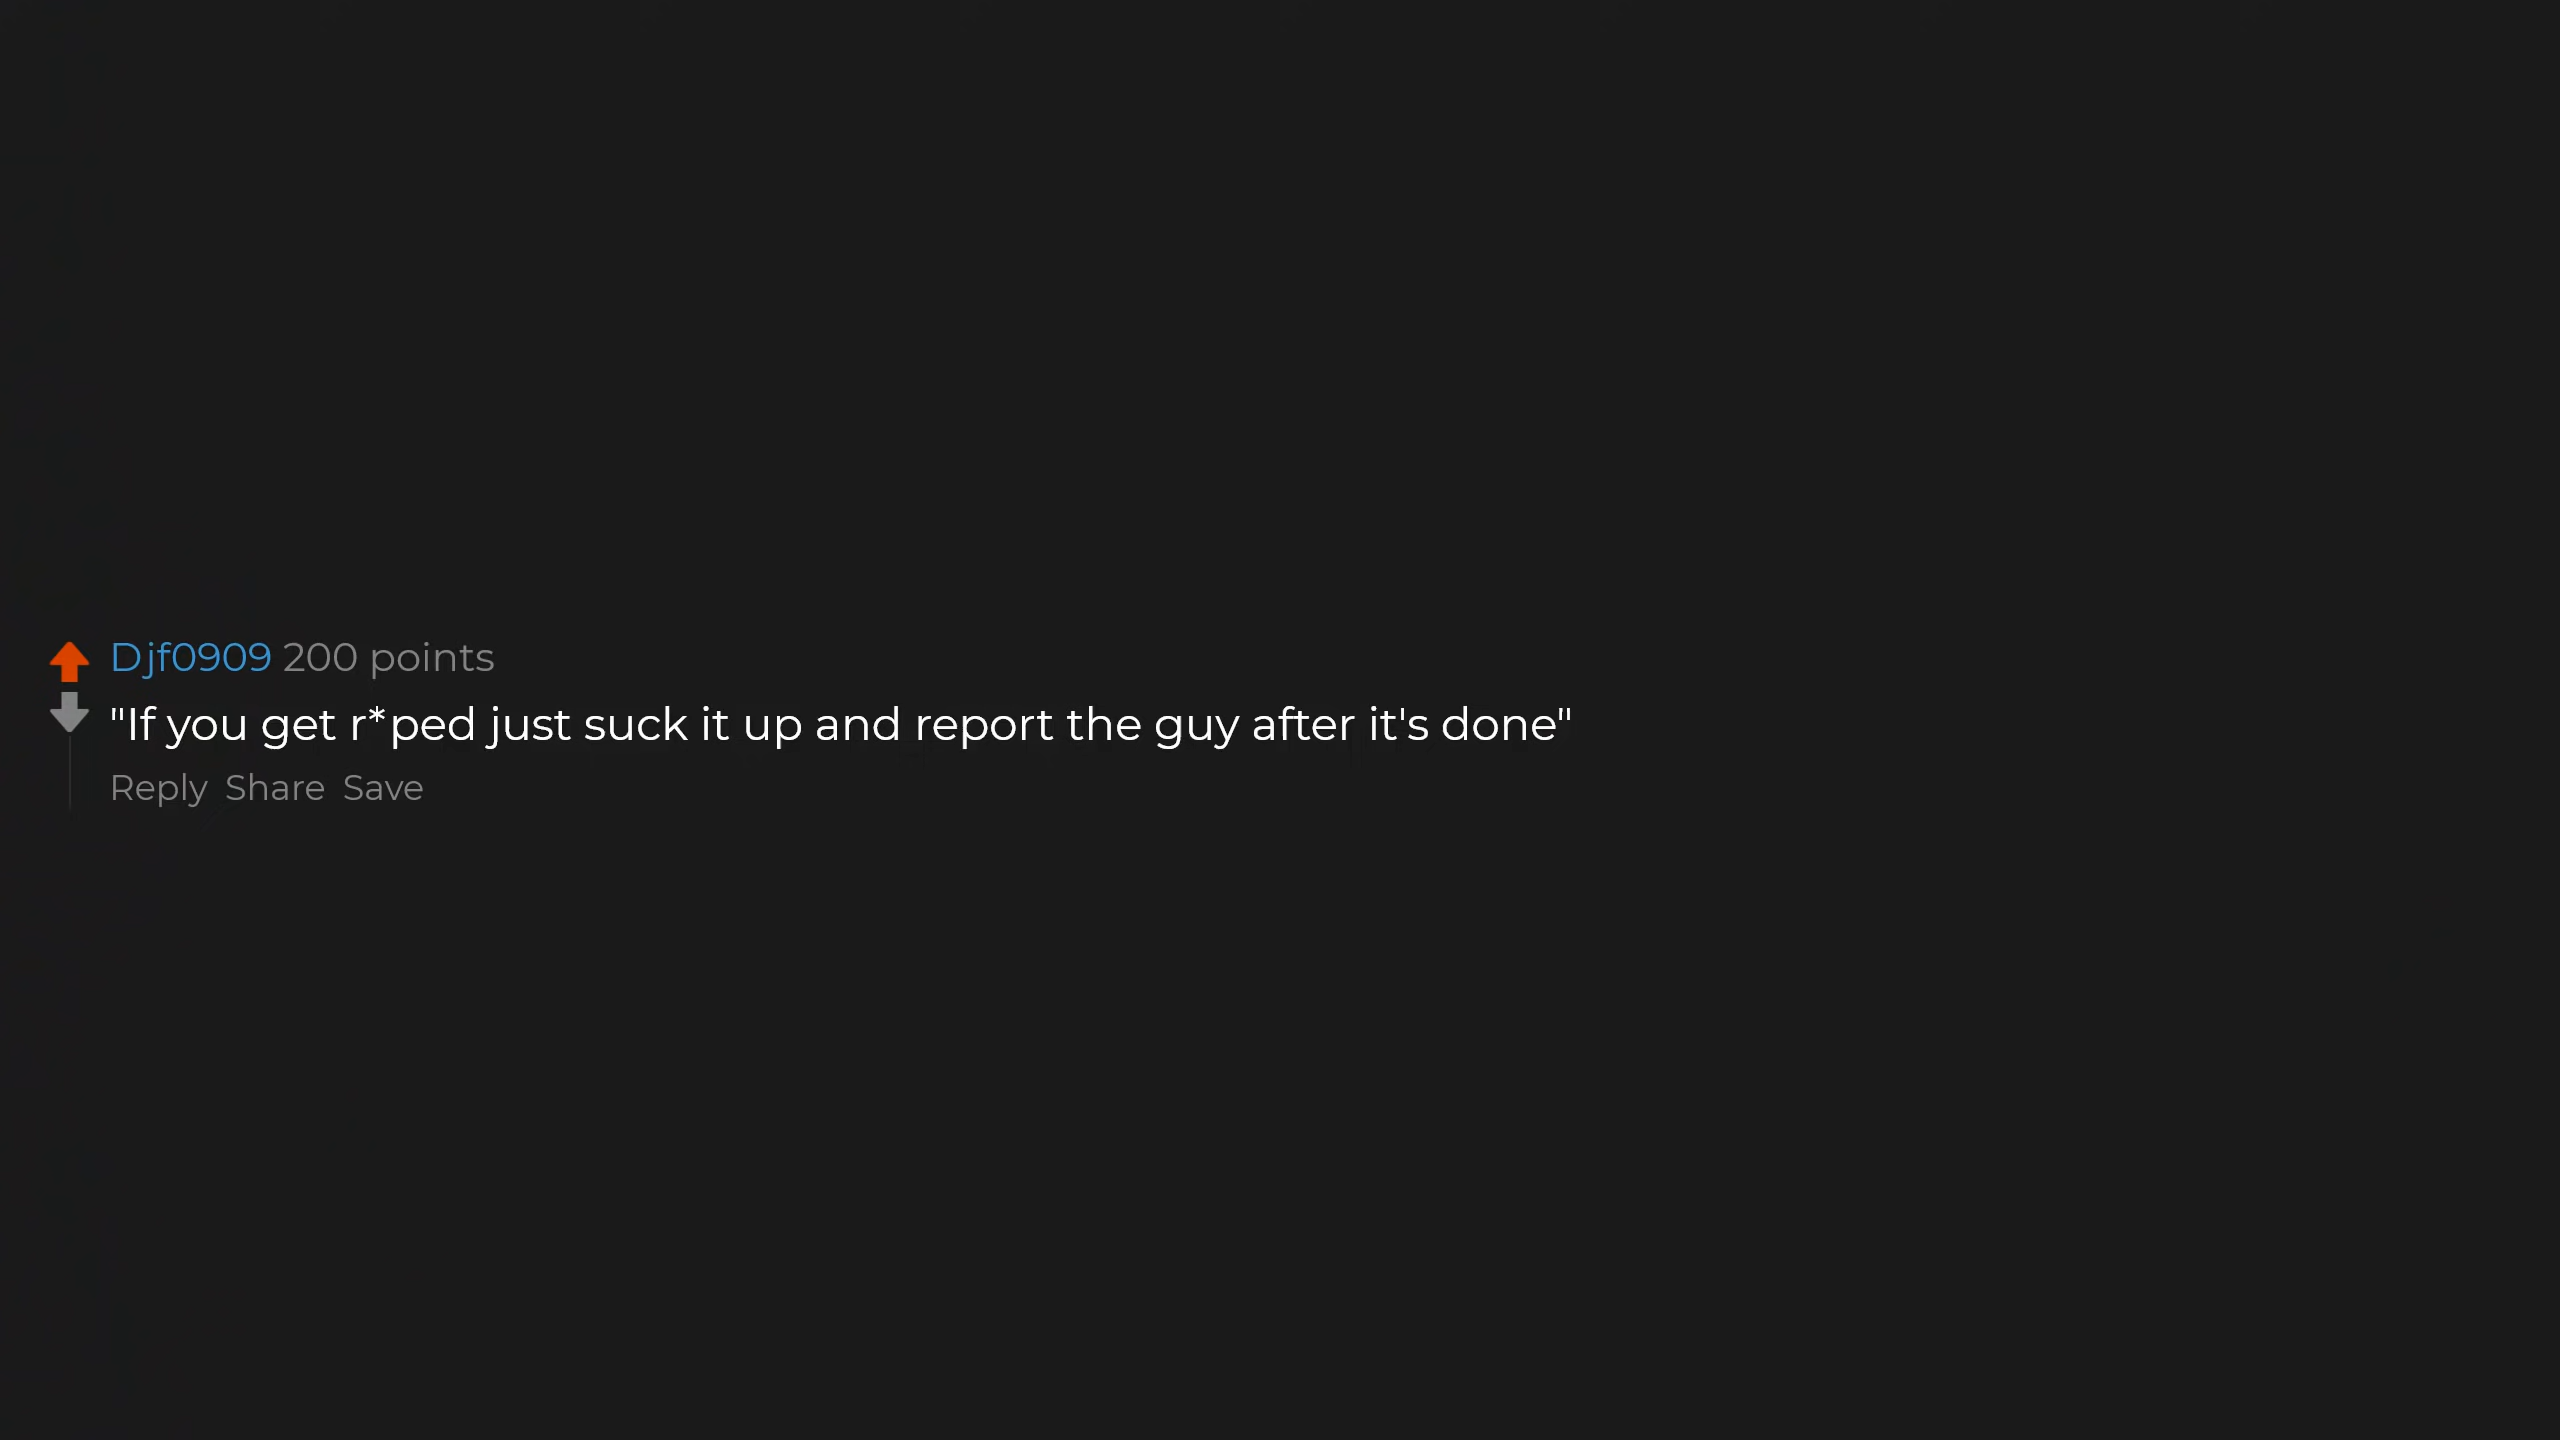 Djf0909 200 points
"If you get r*ped just suck it up and report the guy after it's done"
Reply Share Save